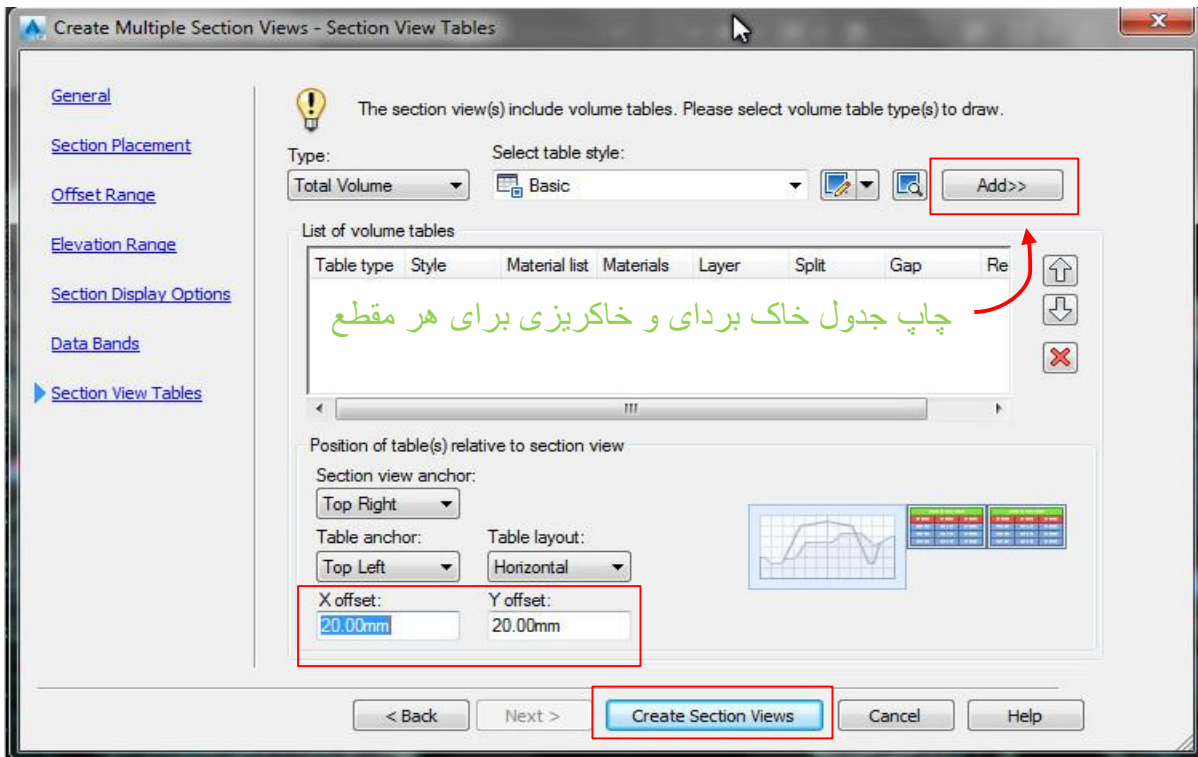 Create Multiple Section Views - Section View Tables
General
Section Placement
Offset Range
Elevation Range
Section Display Options
Data Bands
Section View Tables
The section view(s) include volume tables. Please select volume table type(s) to draw.
Type:
Select table style:
Total Volume
Basic
Add>>
List of volume tables
Table type Style Material list Materials Layer Split Gap Re
چاپ جدول خاک بردای و خاکریزی برای هر مقطع
Position of table(s) relative to section view
Section view anchor:
Top Right
Table anchor:
Table layout:
Top Left
Horizontal
X offset:
Y offset:
20.00mm
20.00mm
< Back
Next >
Create Section Views
Cancel
Help